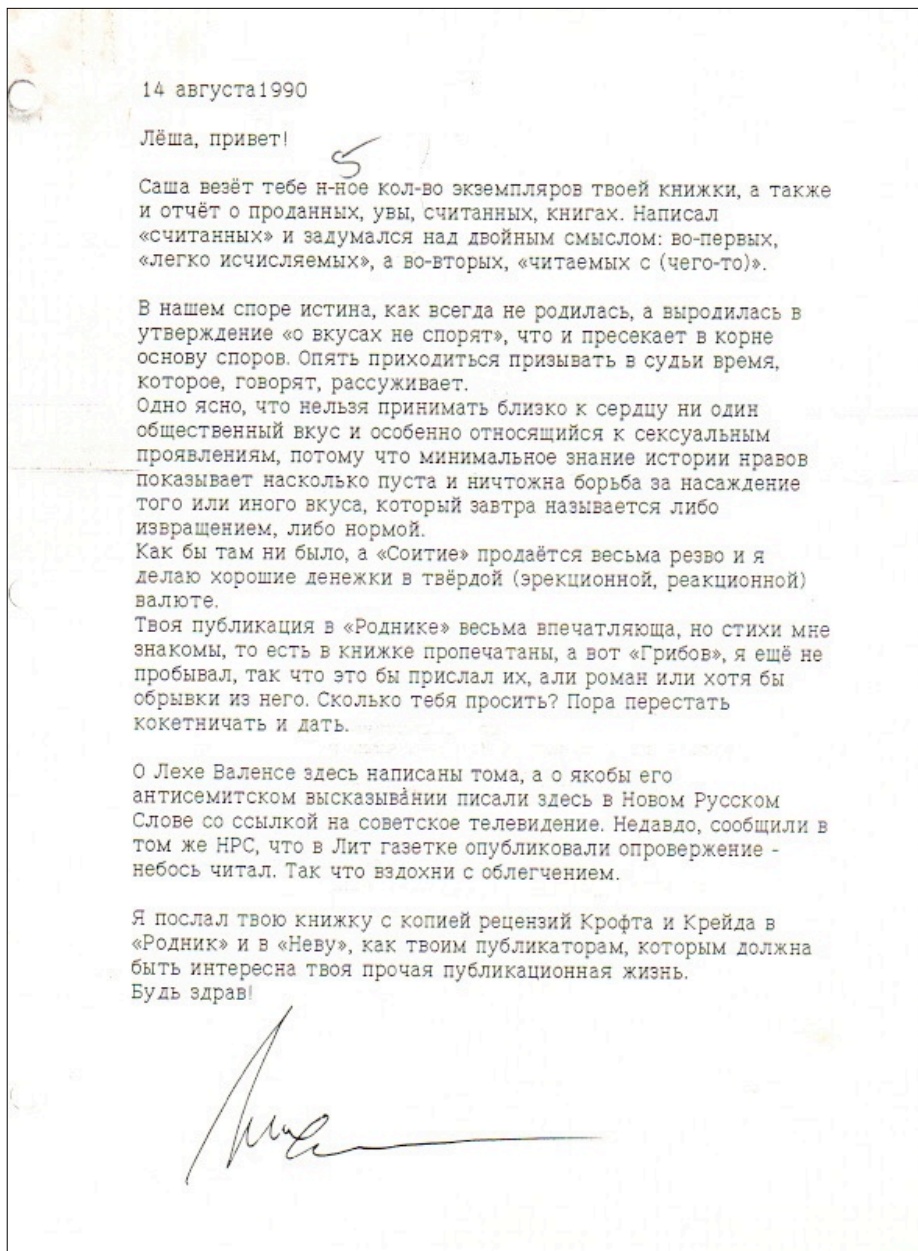 14 августа1990
Лёша, привет!
5
Саша везёт тебе н-ное кол-во экземпляров твоей книжки, а также
и отчёт о проданных, увы, считанных, книгах. Написал
«считанных» и задумался над двойным смыслом: во-первых,
«легко исчисляемых», а во-вторых, «читаемых с (чего-то)».
В нашем споре истина, как всегда не родилась, а выродилась в
утверждение «о вкусах не спорят», что и пресекает в корне
основу споров. Опять приходиться призывать в судьи время,
которое, говорят, рассуживает.
Одно ясно, что нельзя принимать близко к сердцу ни один
общественный вкус и особенно относящийся к сексуальным
проявлениям, потому что минимальное знание истории нравов
показывает насколько пуста и ничтожна борьба за насаждение
того или иного вкуса, который завтра называется либо
извращением, либо нормой.
Как бы там ни было, а «Соитие» продаётся весьма резво и я
делаю хорошие денежки в твёрдой (эрекционной, реакционной)
валюте.
Твоя публикация в «Роднике» весьма впечатляюща, но стихи мне
знакомы, то есть в книжке пропечатаны, а вот «Грибов», я ещё не
пробывал, так что это бы прислал их, али роман или хотя бы
обрывки из него. Сколько тебя просить? Пора перестать
кокетничать и дать.
О Лехе Валенсе здесь написаны тома, а о якобы его
антисемитском высказывании писали здесь в Новом Русском
Слове со ссылкой на советское телевидение. Недавдо, сообщили в
том же НРС, что в Лит газетке опубликовали опровержение -
небось читал. Так что вздохни с облегчением.
Я послал твою книжку с копией рецензий Крофта и Крейда в
«Родник» и в «Неву», как твоим публикаторам, которым должна
быть интересна твоя прочая публикационная жизнь.
Будь здрав!